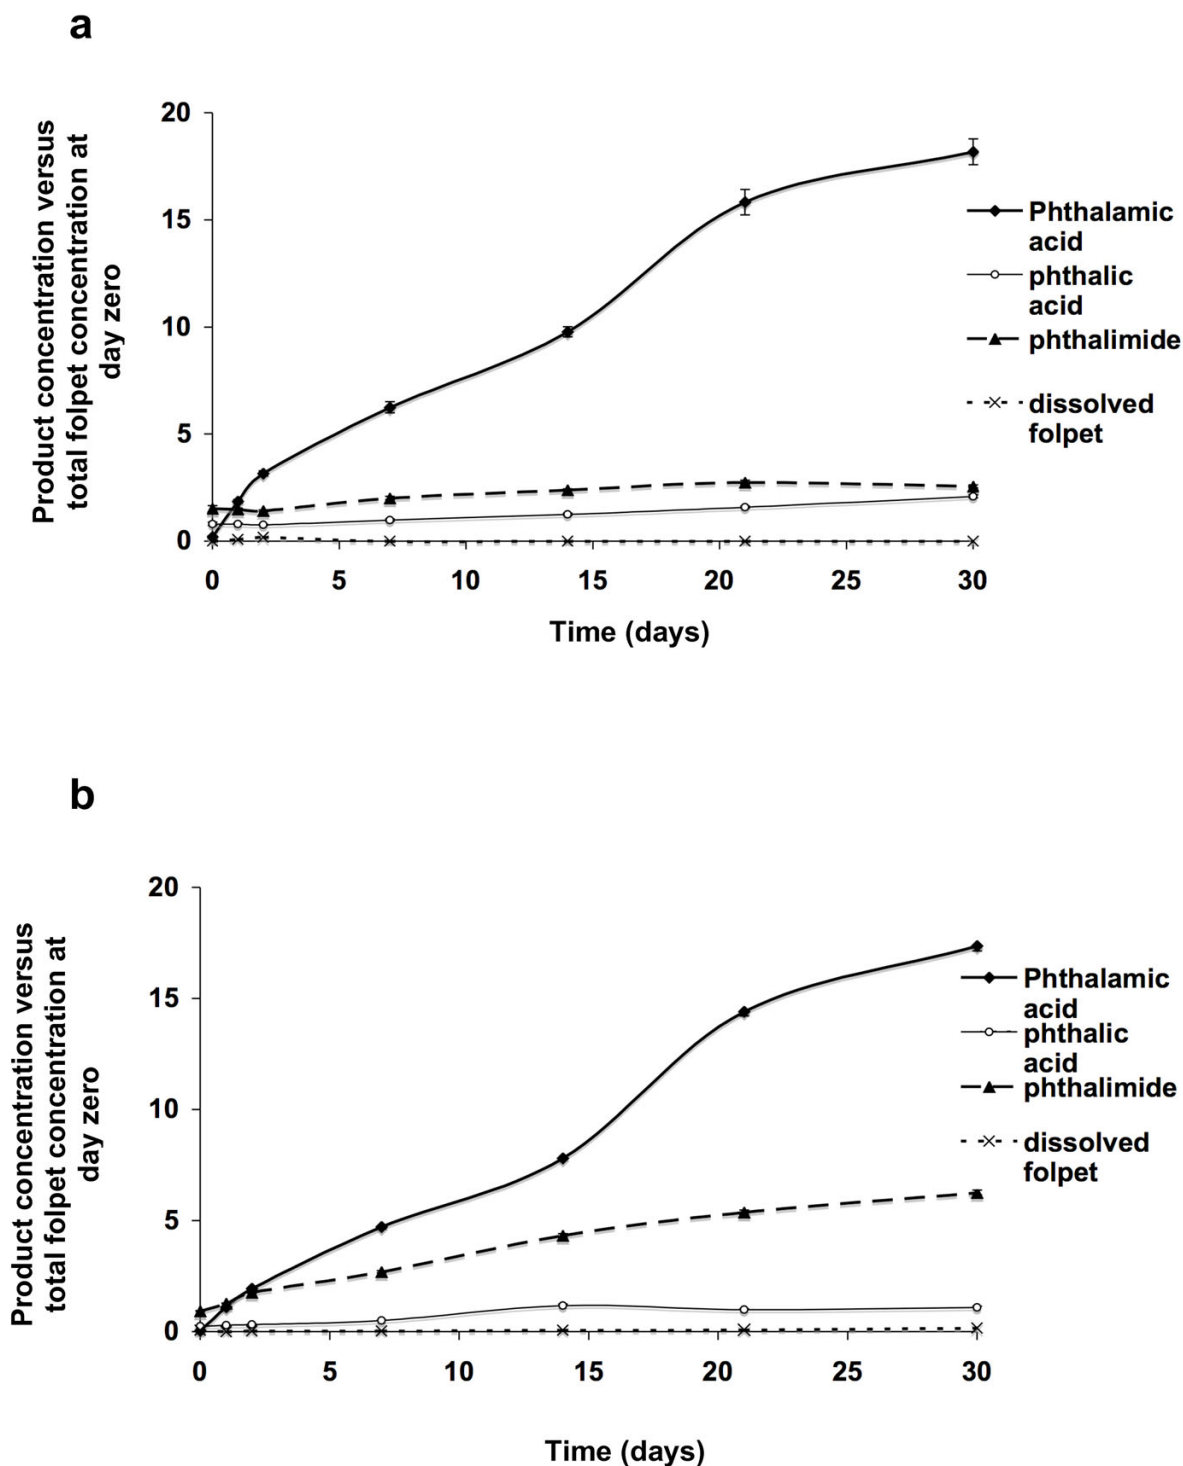 a
Product concentration versus
total folpet concentration at
day zero
20
15
10
5
0
0 5 10 15 20 25 30
Time (days)
Phthalamic
acid
phthalic
acid
phthalimide
dissolved
folpet
b
Product concentration versus
total folpet concentration at
day zero
20
15
10
5
0
0 5 10 15 20 25 30
Time (days)
Phthalamic
acid
phthalic
acid
phthalimide
dissolved
folpet